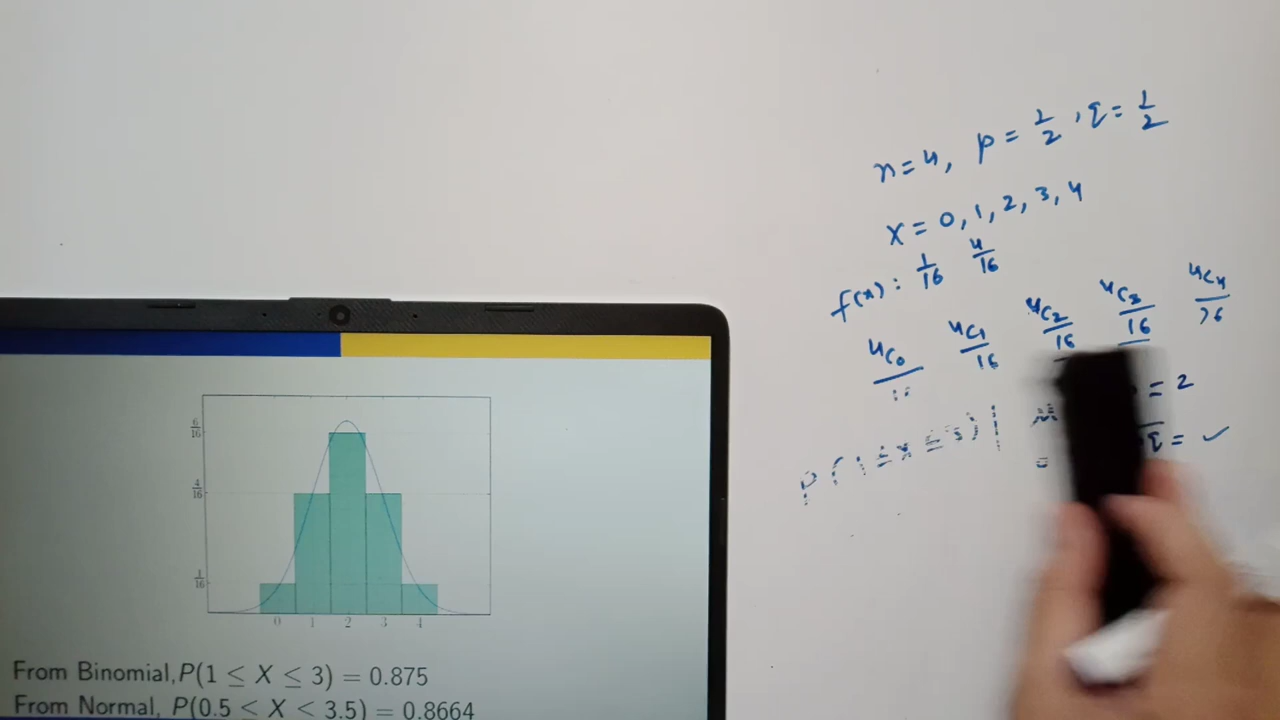 n=4, p = 1/2, q = 1/2
X = 0, 1, 2, 3, 4
f(x): 1/16 4/16
4C0 4C1/16 4C2/16 4C3/16 4C4/16
= 2
P(1 ≤ X ≤ 3)
q = ✓
6/16
4/16
1/16
0 1 2 3 4
From Binomial,P(1 ≤ X ≤ 3) = 0.875
From Normal, P(0.5 ≤ X < 3.5) = 0.8664